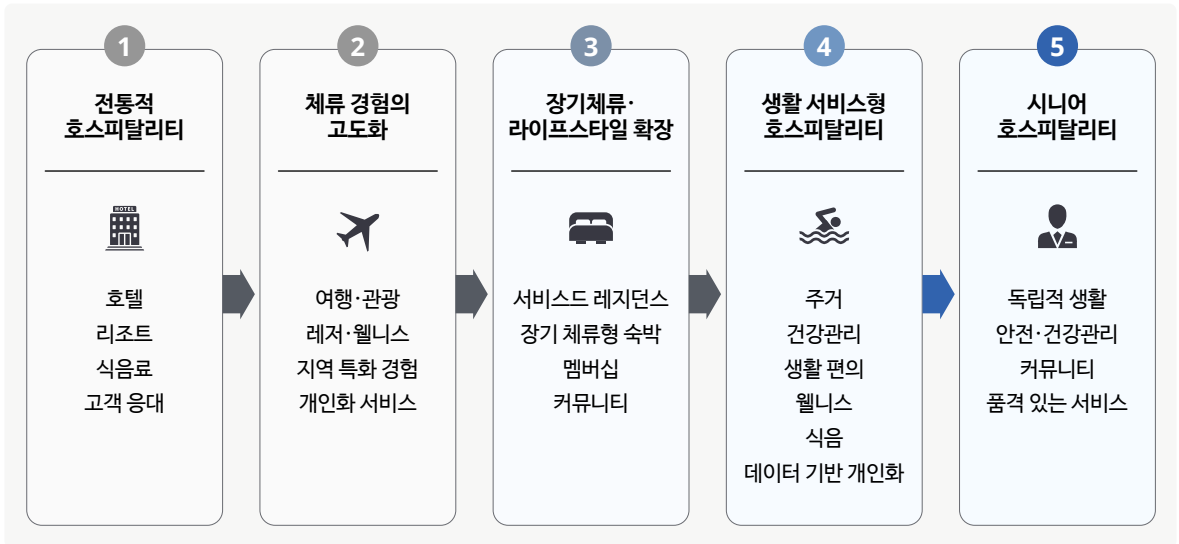 1
전통적
호스피탈리티
HOTEL
호텔
리조트
식음료
고객 응대
2
체류 경험의
고도화
여행·관광
레저·웰니스
지역 특화 경험
개인화 서비스
3
장기체류·
라이프스타일 확장
서비스드 레지던스
장기 체류형 숙박
멤버십
커뮤니티
4
생활 서비스형
호스피탈리티
주거
건강관리
생활 편의
웰니스
식음
데이터 기반 개인화
5
시니어
호스피탈리티
독립적 생활
안전·건강관리
커뮤니티
품격 있는 서비스